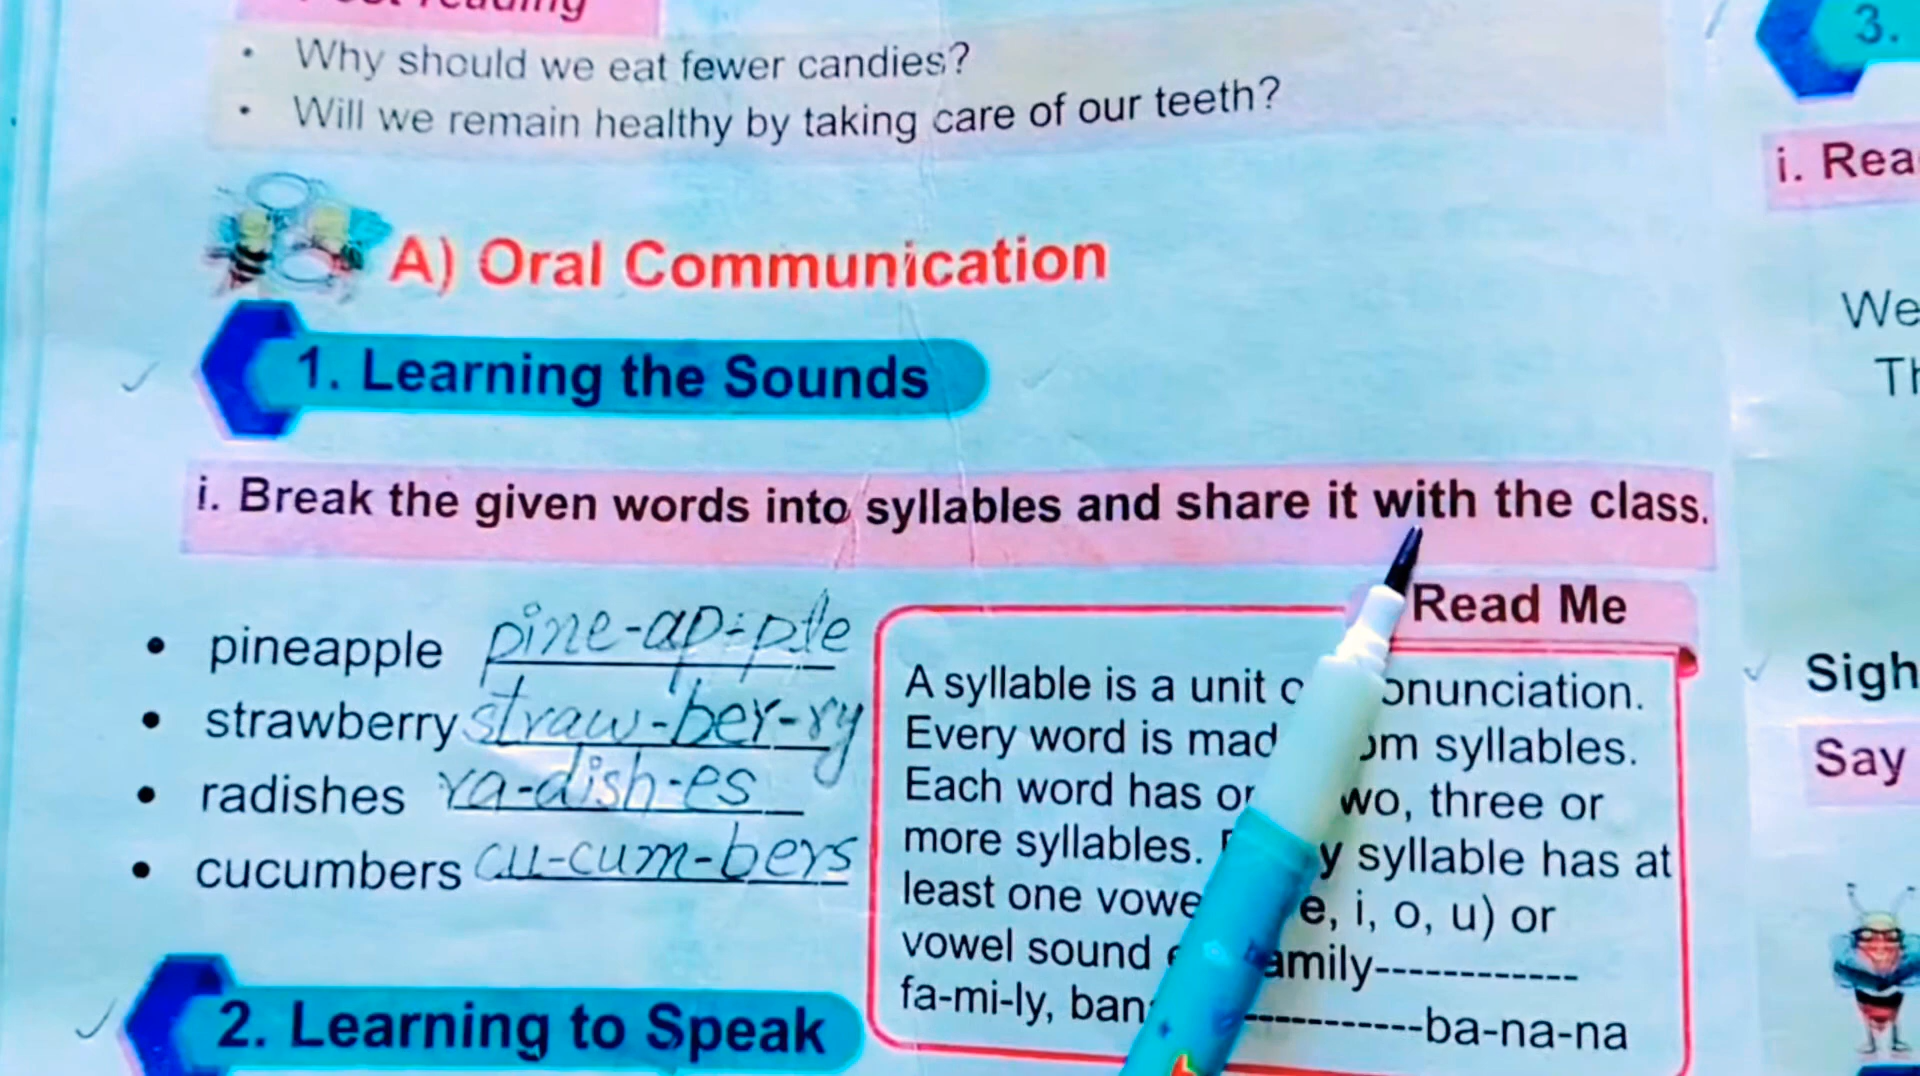 reading
• Why should we eat fewer candies?
• Will we remain healthy by taking care of our teeth?
A) Oral Communication
1. Learning the Sounds
i. Break the given words into syllables and share it with the class.
• pineapple pine-ap-ple
• strawberry straw-ber-ry
• radishes ra-dish-es
• cucumbers cu-cum-bers
Read Me
A syllable is a unit onunciation.
Every word is mad om syllables.
Each word has or wo, three or
more syllables. y syllable has at
least one vowe e, i, o, u) or
vowel sound amily------------
fa-mi-ly, ban -----------ba-na-na
2. Learning to Speak
3.
i. Rea
We
Th
Sigh
Say